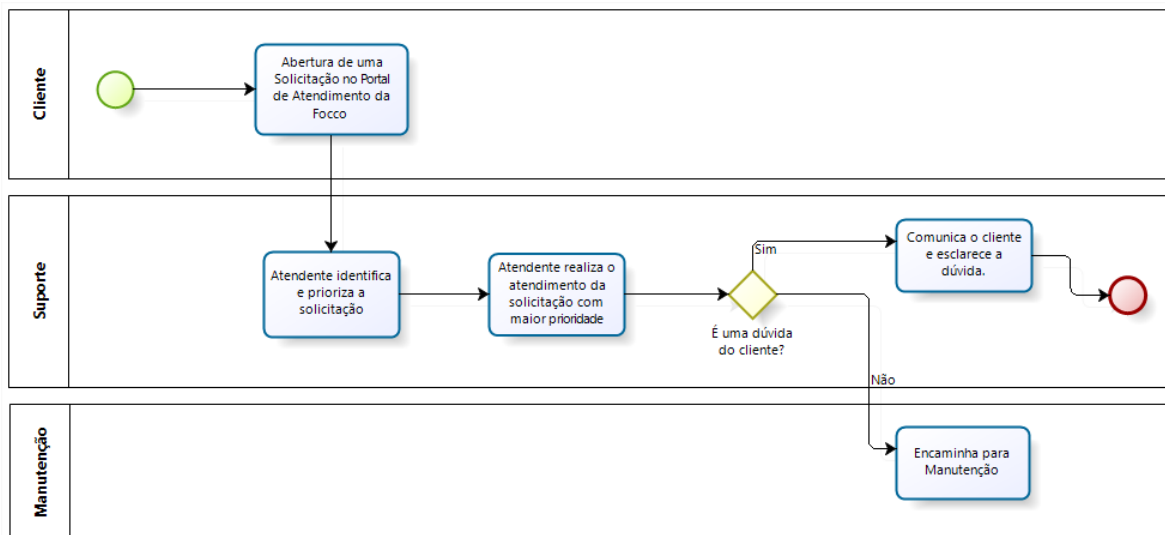 Cliente
Abertura de uma
Solicitação no Portal
de Atendimento da
Focco
Suporte
Atendente identifica
e prioriza a
solicitação
Atendente realiza o
atendimento da
solicitação com
maior prioridade
É uma dúvida
do cliente?
Sim
Comunica o cliente
e esclarece a
dúvida.
Não
Manutenção
Encaminha para
Manutenção